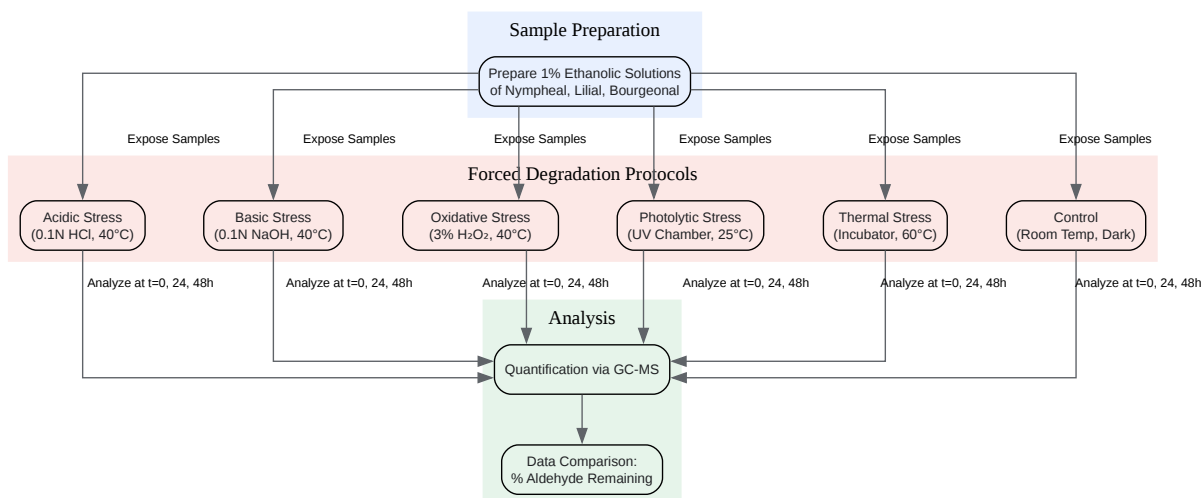 Sample Preparation
Prepare 1% Ethanolic Solutions
of Nympheal, Lilial, Bourgeonal
Expose Samples
Expose Samples
Expose Samples
Expose Samples
Expose Samples
Expose Samples
Forced Degradation Protocols
Acidic Stress
(0.1N HCl, 40°C)
Basic Stress
(0.1N NaOH, 40°C)
Oxidative Stress
(3% H₂O₂, 40°C)
Photolytic Stress
(UV Chamber, 25°C)
Thermal Stress
(Incubator, 60°C)
Control
(Room Temp, Dark)
Analyze at t=0, 24, 48h
Analyze at t=0, 24, 48h
Analyze at t=0, 24, 48h
Analyze at t=0, 24, 48h
Analyze at t=0, 24, 48h
Analyze at t=0, 24, 48h
Analysis
Quantification via GC-MS
Data Comparison:
% Aldehyde Remaining